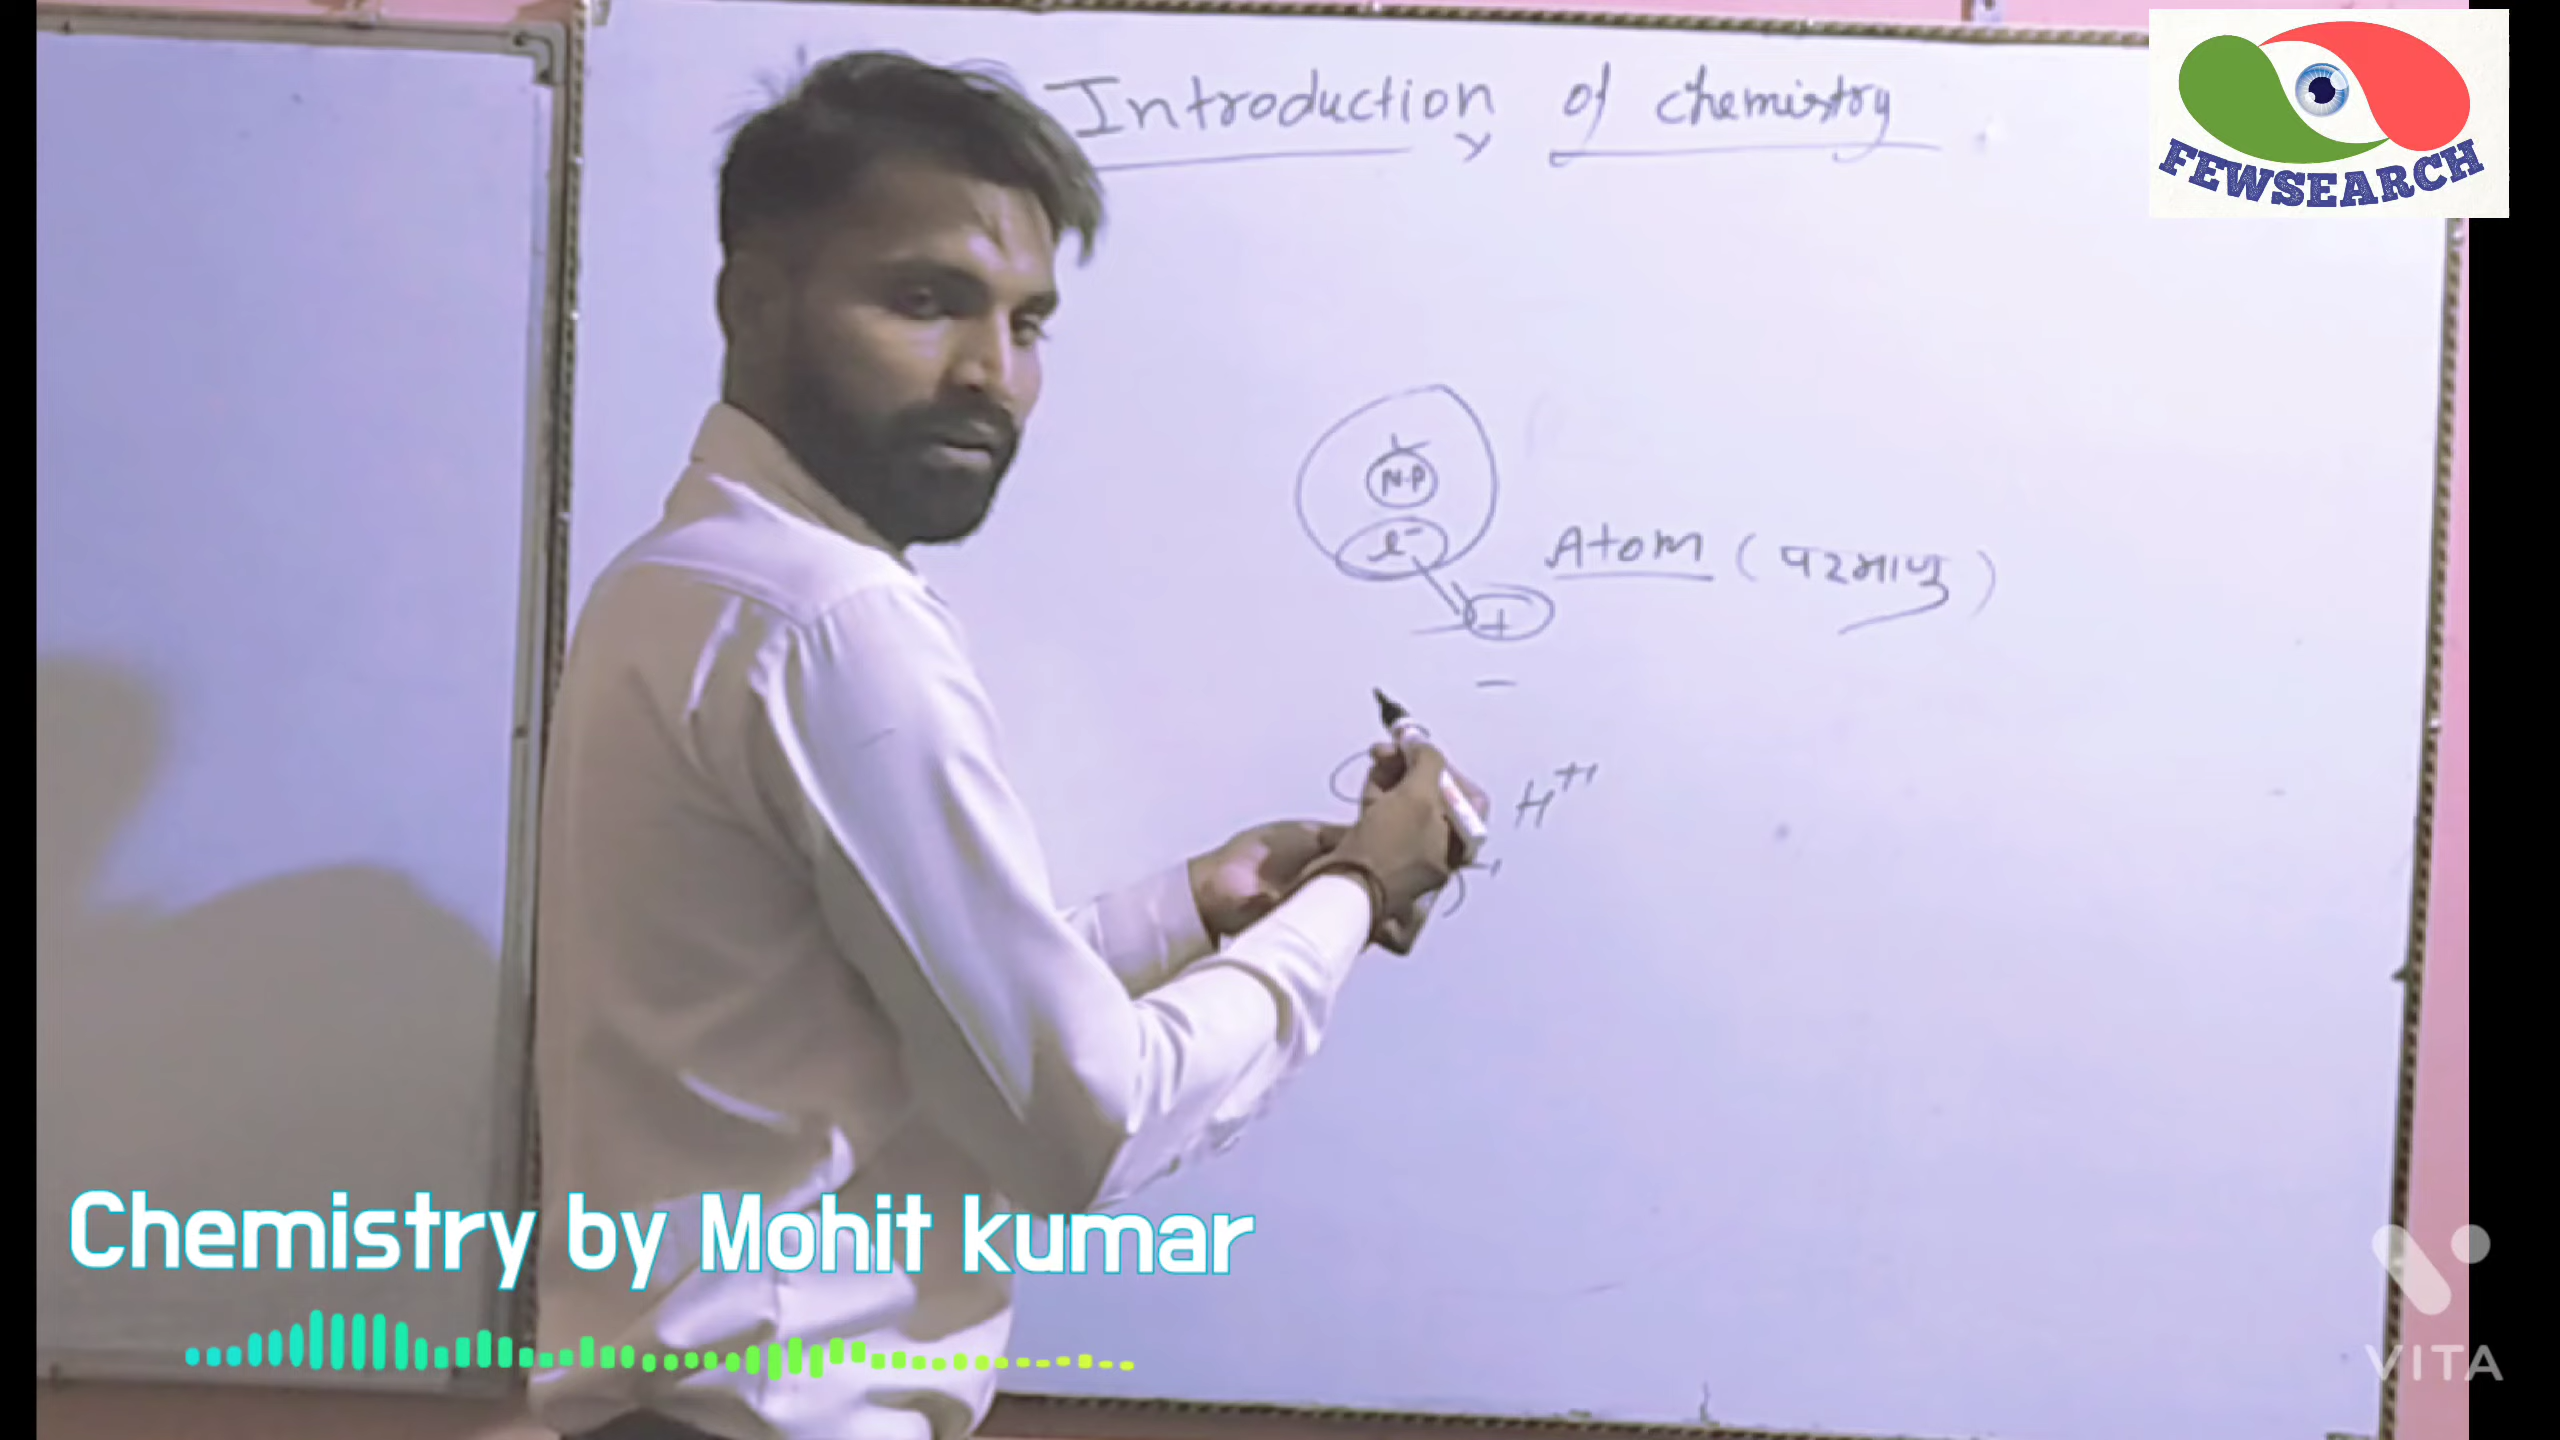 Introduction of chemistry
FEWSEARCH
N-P
e-
Atom (परमाणु)
+
-
H+1
Chemistry by Mohit kumar
VITA